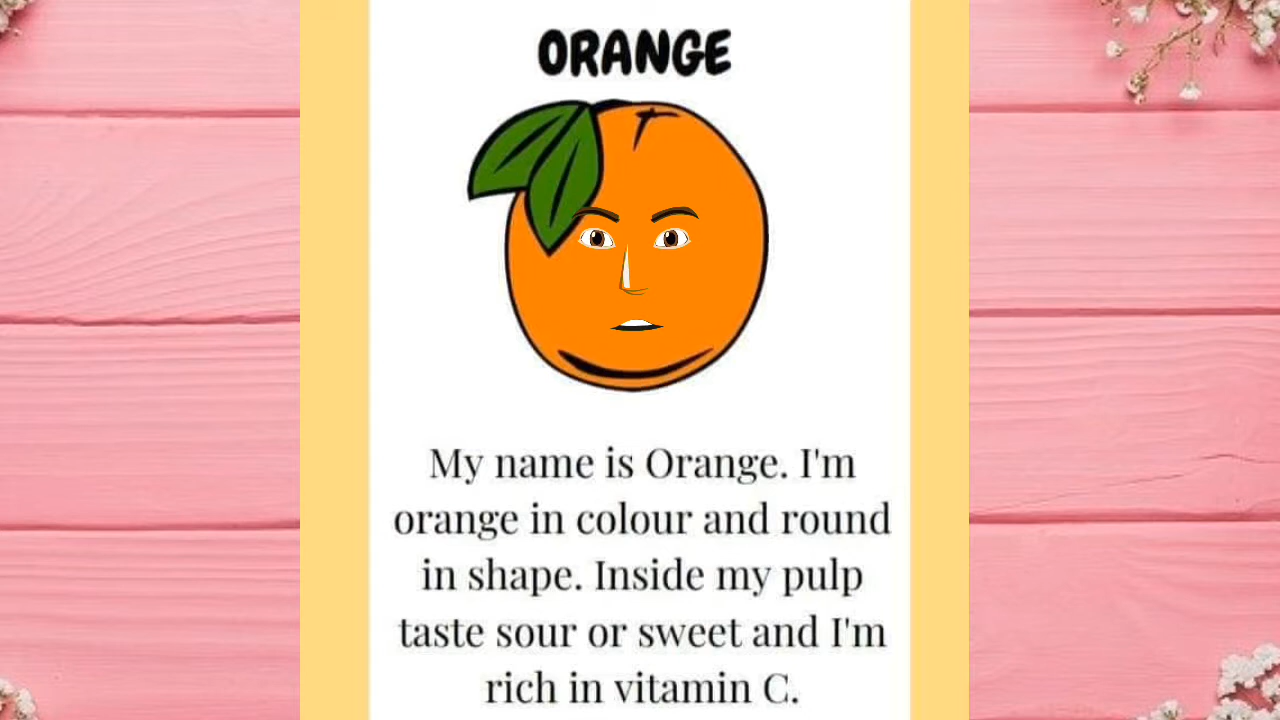 ORANGE
My name is Orange. I'm
orange in colour and round
in shape. Inside my pulp
taste sour or sweet and I'm
rich in vitamin C.